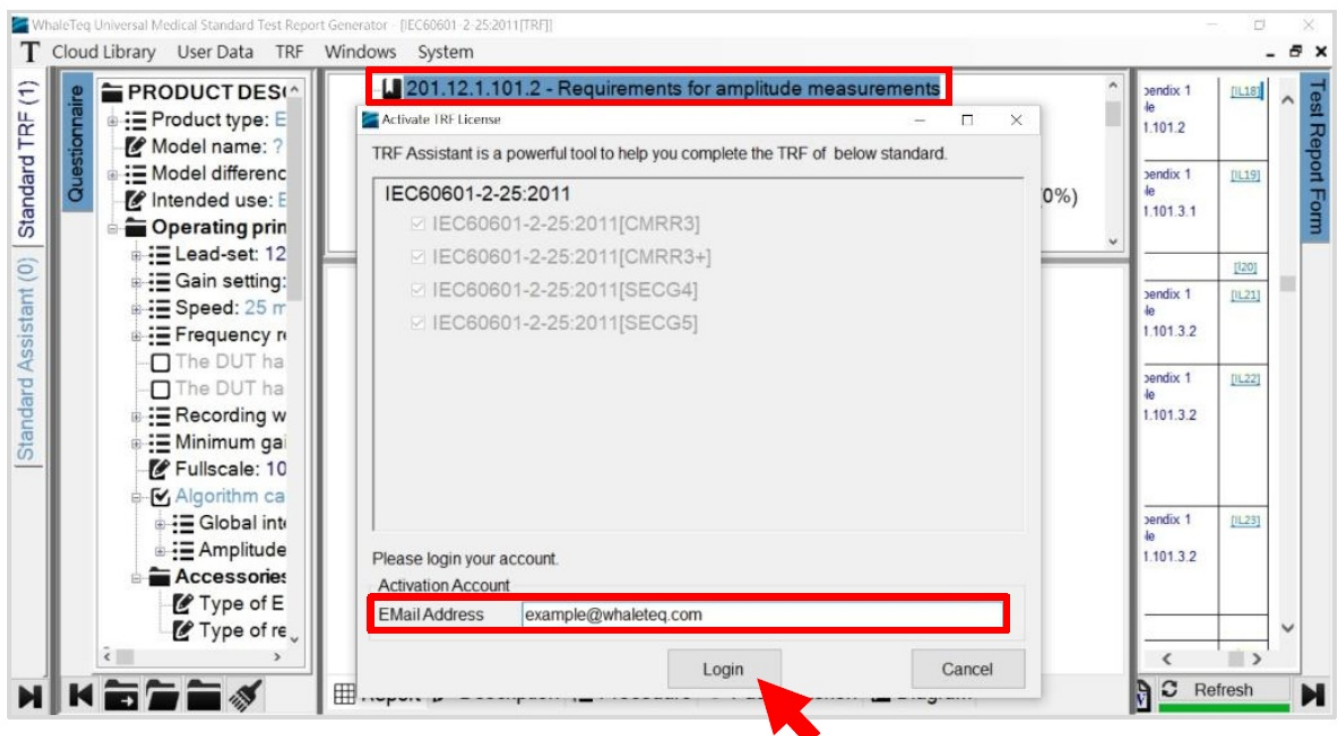 WhaleTeq Universal Medical Standard Test Report Generator - [IEC60601-2-25:2011[TRF]]
T Cloud Library User Data TRF Windows System
Standard TRF (1)
Standard Assistant (0)
Questionnaire
PRODUCT DES
Product type: E
Model name: ?
Model differenc
Intended use: E
Operating prin
Lead-set: 12
Gain setting:
Speed: 25 m
Frequency re
The DUT ha
The DUT ha
Recording w
Minimum gai
Fullscale: 10
Algorithm ca
Global inte
Amplitude
Accessories
Type of E
Type of re
201.12.1.101.2 - Requirements for amplitude measurements
0%)
Activate TRF License
TRF Assistant is a powerful tool to help you complete the TRF of below standard.
IEC60601-2-25:2011
IEC60601-2-25:2011[CMRR3]
IEC60601-2-25:2011[CMRR3+]
IEC60601-2-25:2011[SECG4]
IEC60601-2-25:2011[SECG5]
Please login your account.
Activation Account
EMail Address example@whaleteq.com
Login Cancel
pendix 1 [IL18]
le
1.101.2
pendix 1 [IL19]
le
1.101.3.1
[I20]
pendix 1 [IL21]
le
1.101.3.2
pendix 1 [IL22]
le
1.101.3.2
pendix 1 [IL23]
le
1.101.3.2
Test Report Form
Refresh